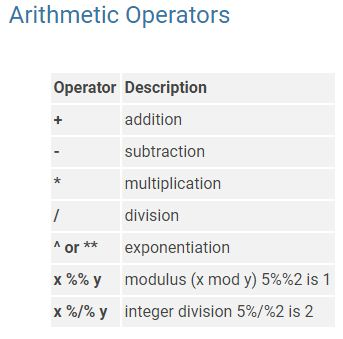 Arithmetic Operators
Operator Description
+ addition
- subtraction
* multiplication
/ division
^ or ** exponentiation
x %% y modulus (x mod y) 5%%2 is 1
x %/% y integer division 5%/%2 is 2